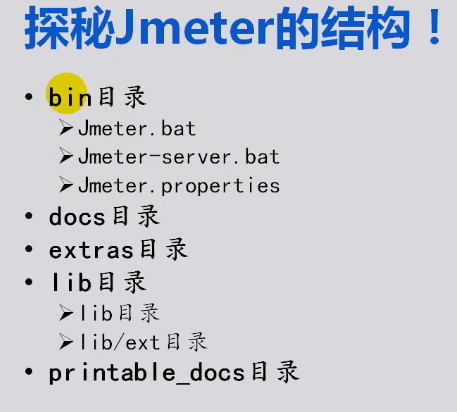 探秘Jmeter的结构！
• bin目录
➢Jmeter.bat
➢Jmeter-server.bat
➢Jmeter.properties
• docs目录
• extras目录
• lib目录
➢lib目录
➢lib/ext目录
• printable_docs目录